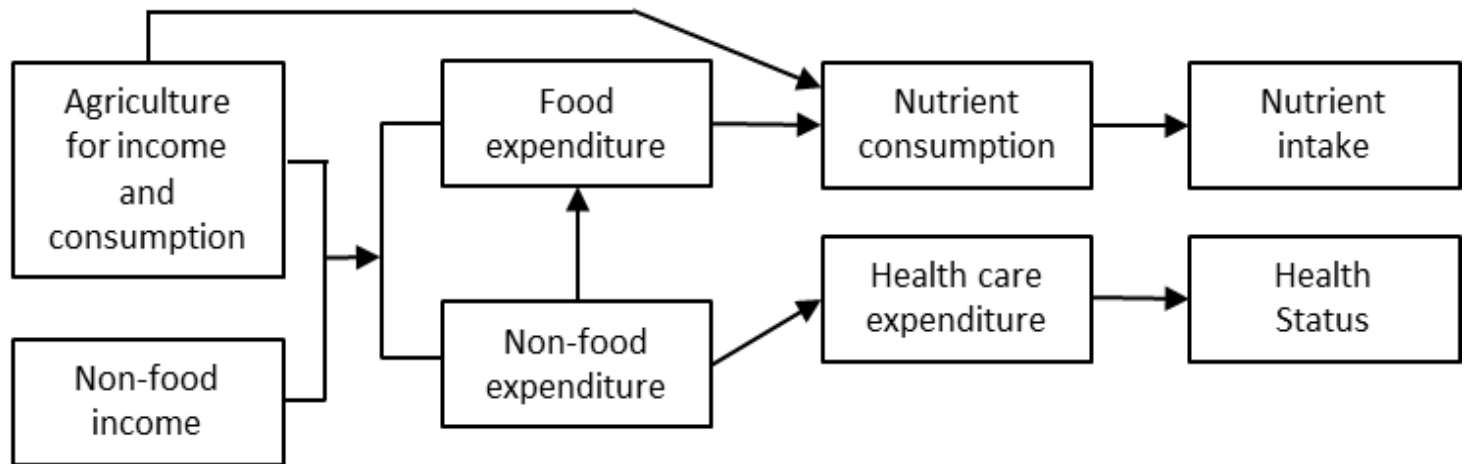 Agriculture
for income
and
consumption
Non-food
income
Food
expenditure
Non-food
expenditure
Nutrient
consumption
Health care
expenditure
Nutrient
intake
Health
Status